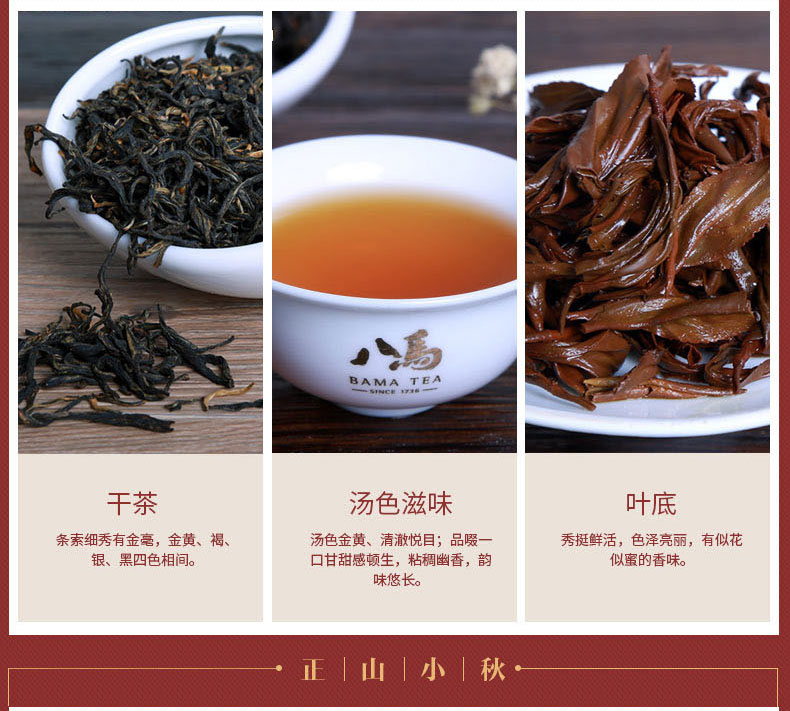 八馬
BAMA TEA
SINCE 1736
干茶
条索细秀有金毫，金黄、褐、
银、黑四色相间。
汤色滋味
汤色金黄、清澈悦目；品啜一
口甘甜感顿生，粘稠幽香，韵
味悠长。
叶底
秀挺鲜活，色泽亮丽，有似花
似蜜的香味。
正山小秋